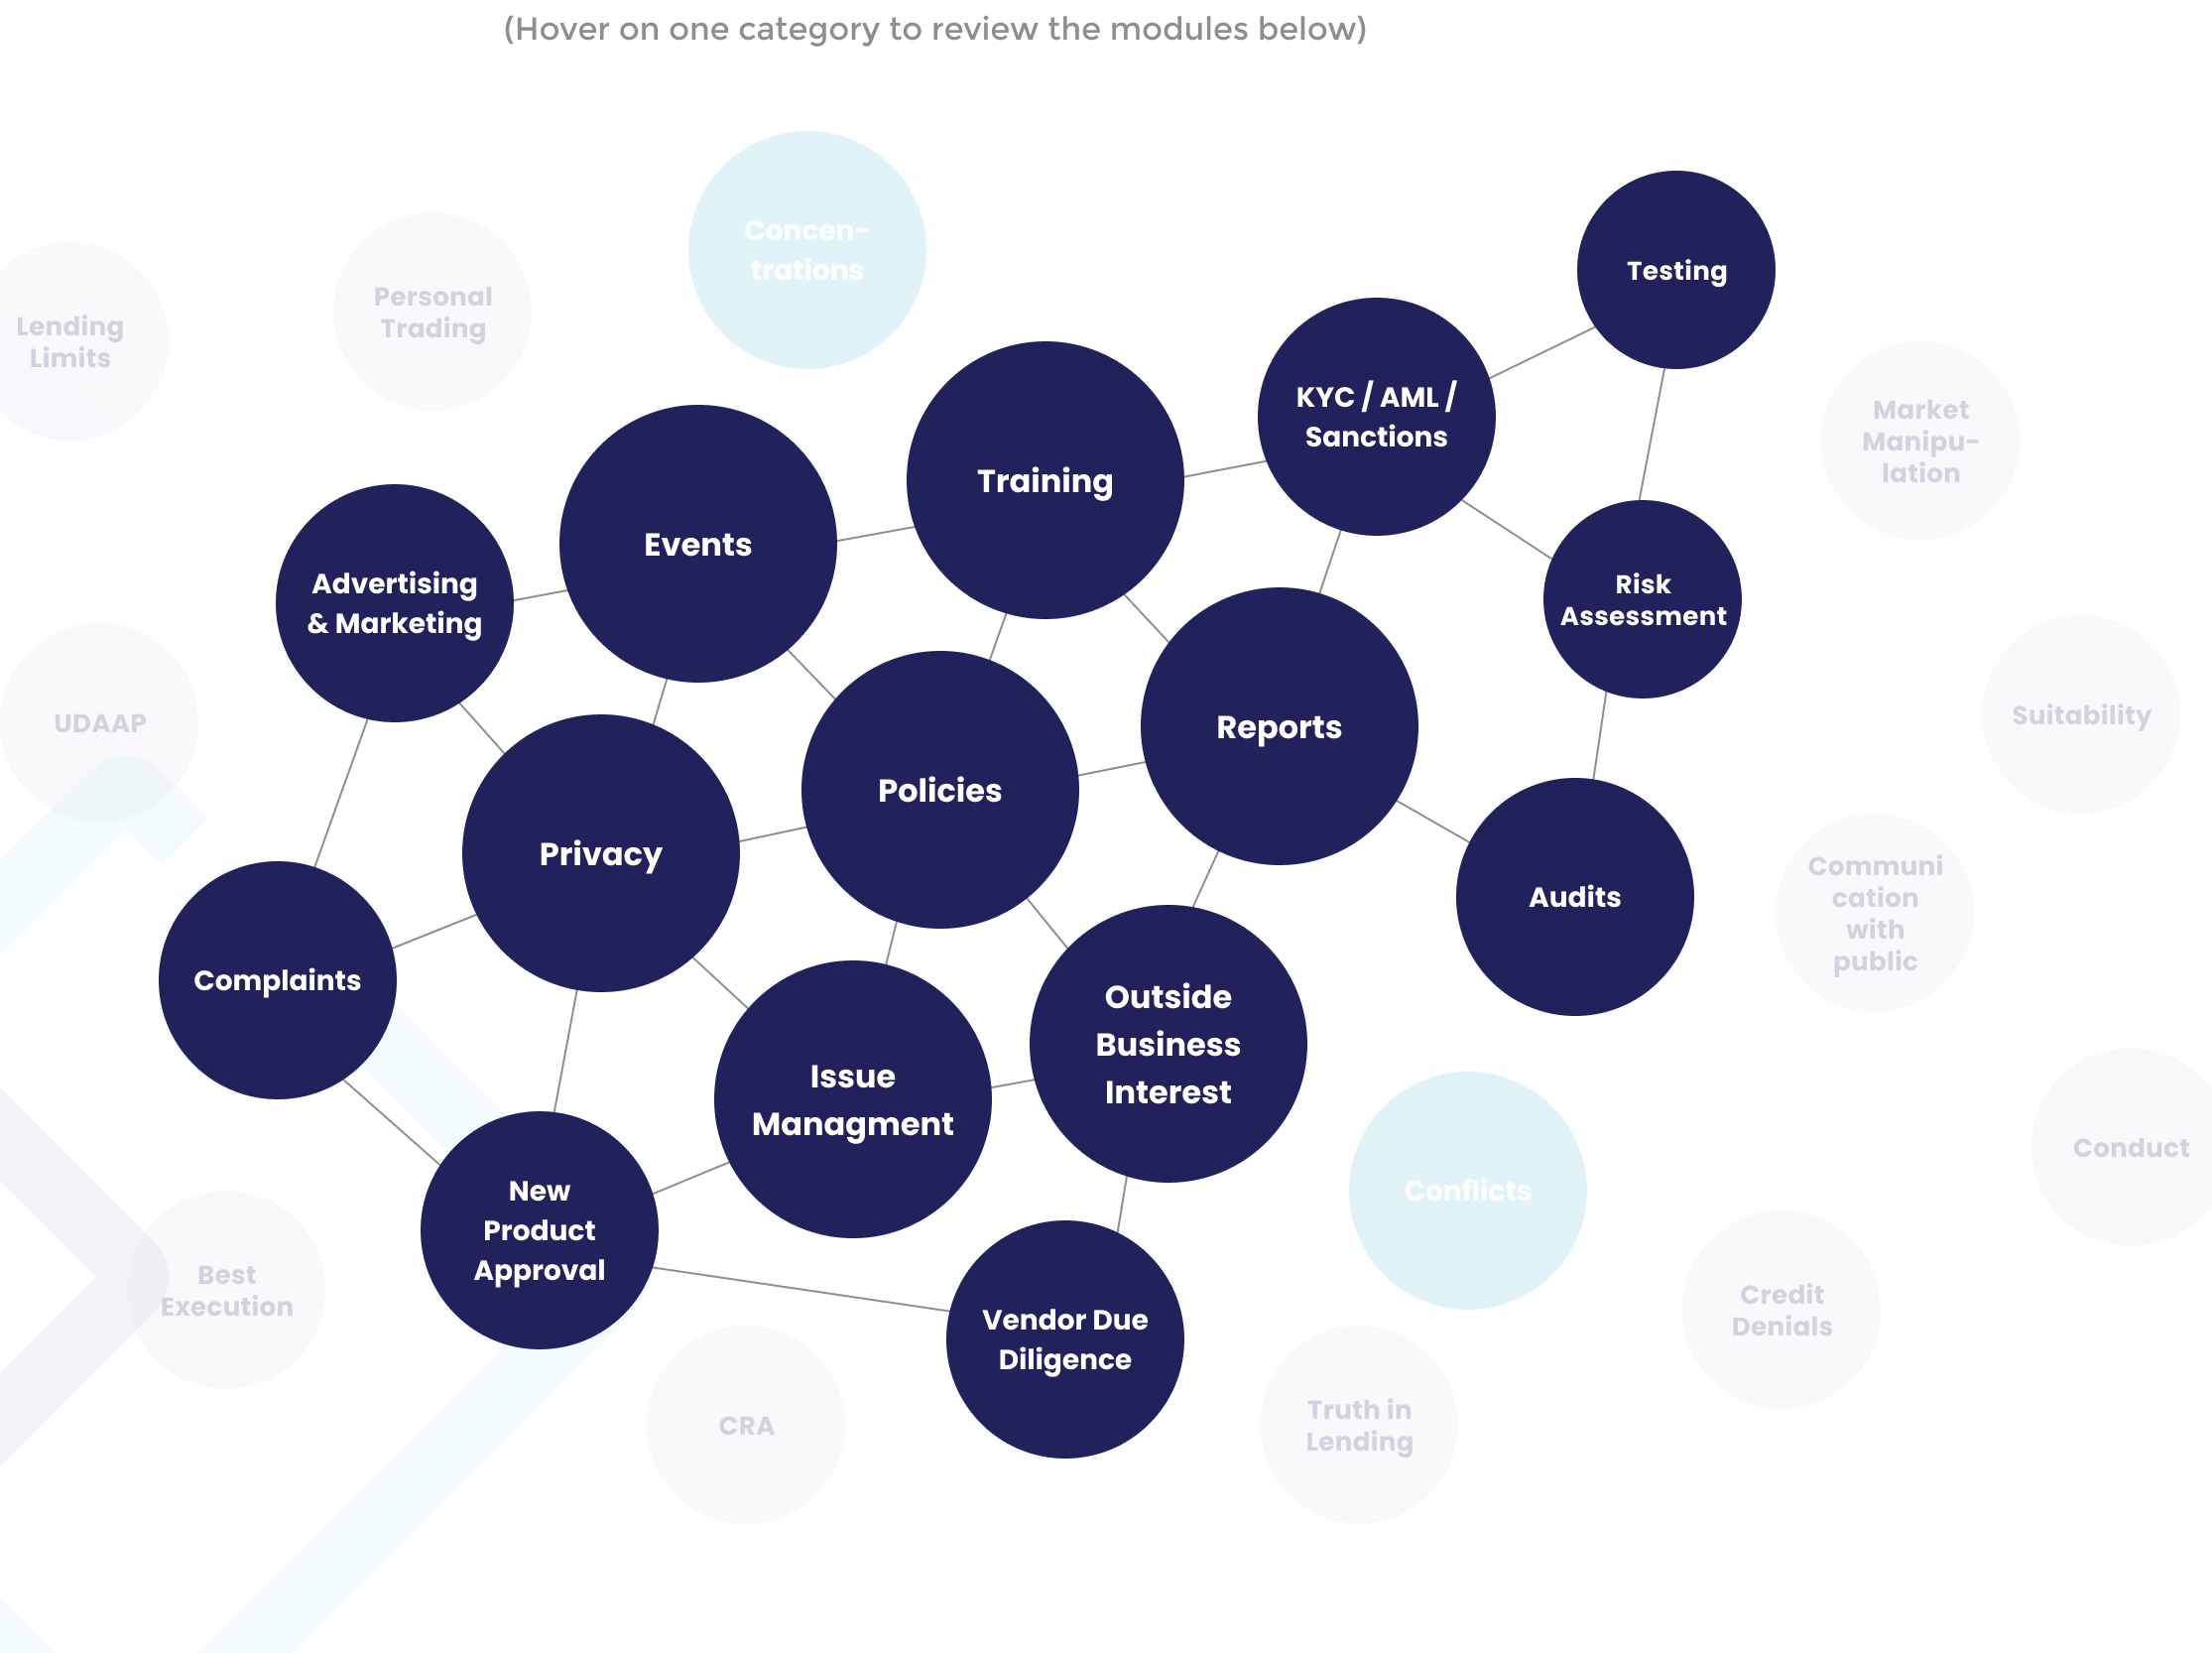 (Hover on one category to review the modules below)
Concen-
trations
Testing
Personal
Trading
Lending
Limits
KYC / AML /
Sanctions
Market
Manipu-
lation
Training
Events
Advertising
& Marketing
Risk
Assessment
UDAAP
Suitability
Reports
Policies
Privacy
Audits
Communi
cation
with
public
Complaints
Outside
Business
Interest
Issue
Managment
Conduct
Conflicts
New
Product
Approval
Best
Execution
Credit
Denials
Vendor Due
Diligence
CRA
Truth in
Lending